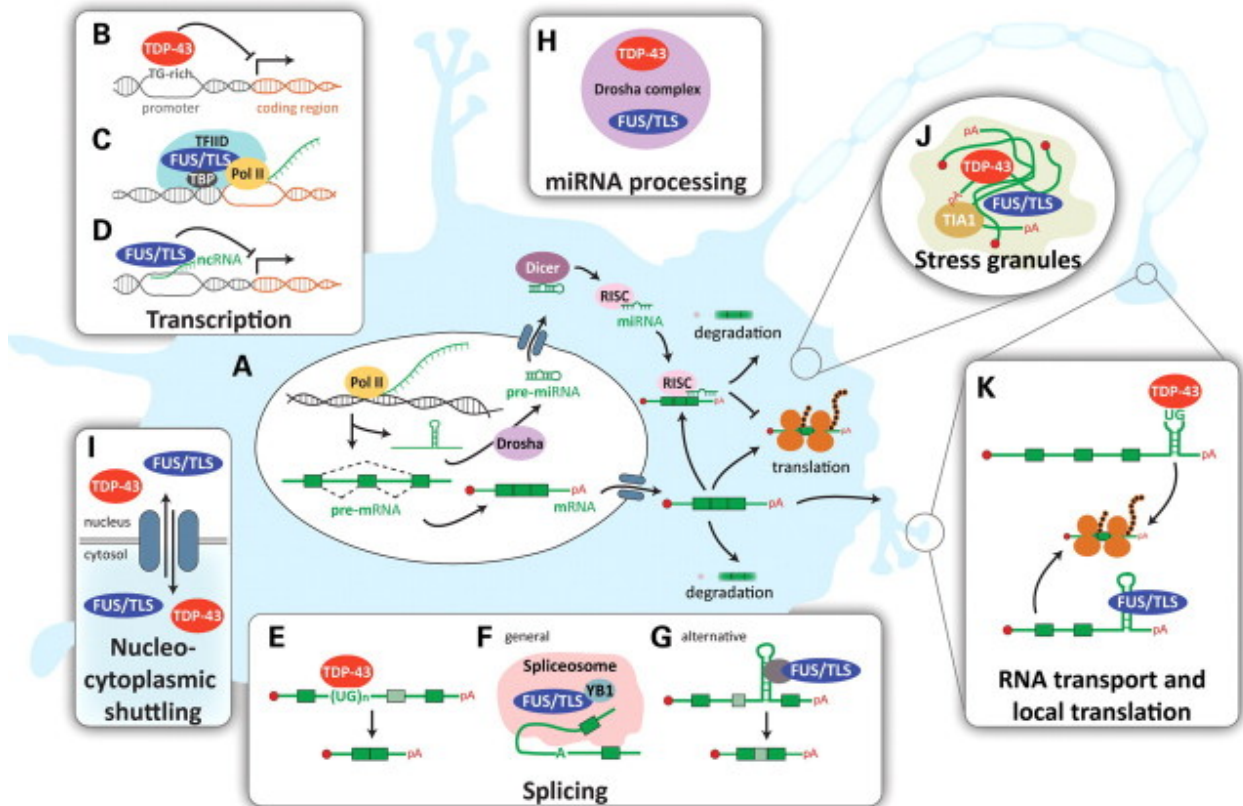 B
TDP-43
TG-rich
promoter
coding region
C
TFIID
FUS/TLS
Pol II
TBP
D
FUS/TLS
ncRNA
Transcription
H
TDP-43
Drosha complex
FUS/TLS
miRNA processing
J
pA
TDP-43
pA
FUS/TLS
TIA1
pA
Stress granules
A
Pol II
pre-miRNA
Drosha
pre-mRNA
pA
mRNA
Dicer
RISC
miRNA
degradation
RISC
pA
pA
translation
pA
degradation
I
FUS/TLS
TDP-43
nucleus
cytosol
FUS/TLS
TDP-43
Nucleo-
cytoplasmic
shuttling
E
TDP-43
(UG)n
pA
pA
F general
Spliceosome
FUS/TLS
YB1
A
G alternative
FUS/TLS
pA
pA
Splicing
K
TDP-43
UG
pA
pA
FUS/TLS
pA
RNA transport and
local translation